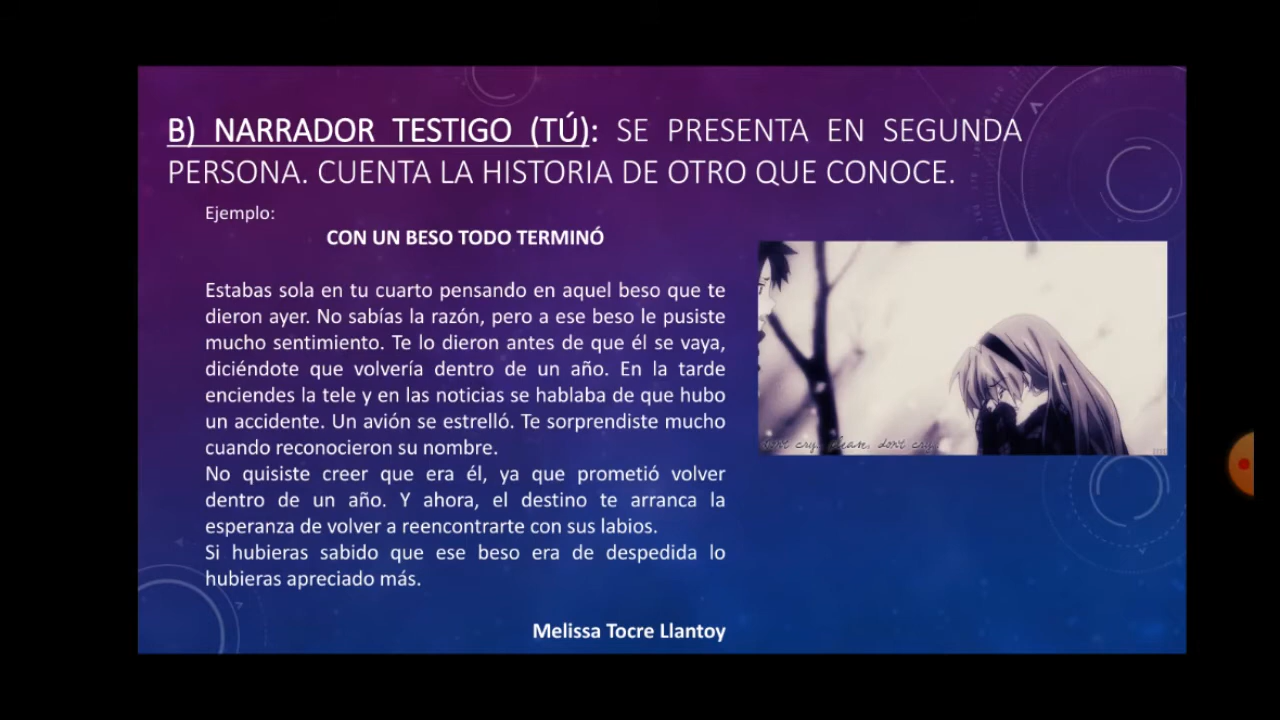 B) NARRADOR TESTIGO (TÚ): SE PRESENTA EN SEGUNDA
PERSONA. CUENTA LA HISTORIA DE OTRO QUE CONOCE.
Ejemplo:
CON UN BESO TODO TERMINÓ
Estabas sola en tu cuarto pensando en aquel beso que te
dieron ayer. No sabías la razón, pero a ese beso le pusiste
mucho sentimiento. Te lo dieron antes de que él se vaya,
diciéndote que volvería dentro de un año. En la tarde
enciendes la tele y en las noticias se hablaba de que hubo
un accidente. Un avión se estrelló. Te sorprendiste mucho
cuando reconocieron su nombre.
No quisiste creer que era él, ya que prometió volver
dentro de un año. Y ahora, el destino te arranca la
esperanza de volver a reencontrarte con sus labios.
Si hubieras sabido que ese beso era de despedida lo
hubieras apreciado más.
Melissa Tocre Llantoy
don't cry